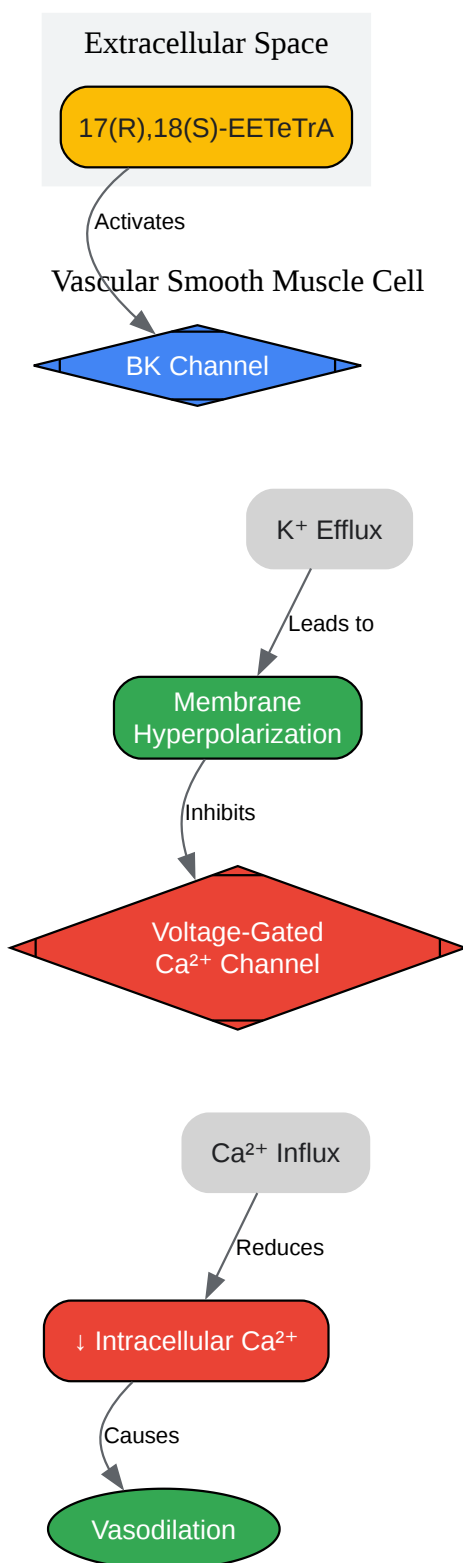 Extracellular Space
17(R),18(S)-EETeTrA
Activates
Vascular Smooth Muscle Cell
BK Channel
K⁺ Efflux
Leads to
Membrane
Hyperpolarization
Inhibits
Voltage-Gated
Ca²⁺ Channel
Ca²⁺ Influx
Reduces
↓ Intracellular Ca²⁺
Causes
Vasodilation